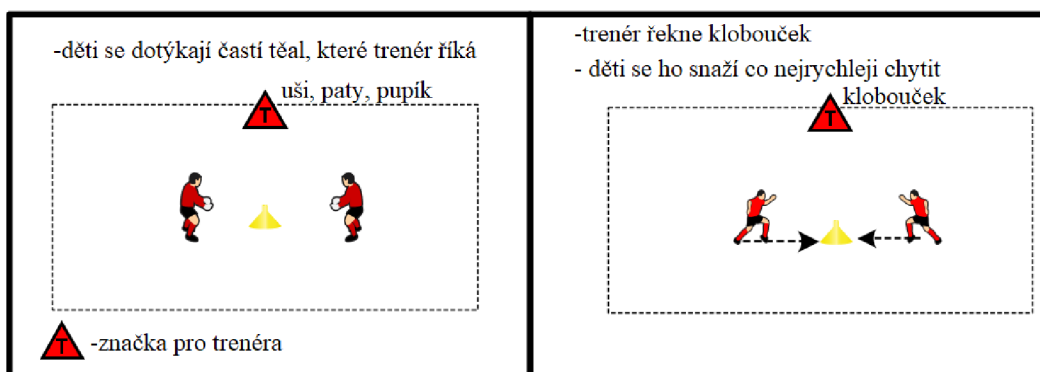 -děti se dotýkají častí těal, které trenér říká
uši, paty, pupík
T
T -značka pro trenéra
-trenér řekne klobouček
- děti se ho snaží co nejrychleji chytit
klobouček
T